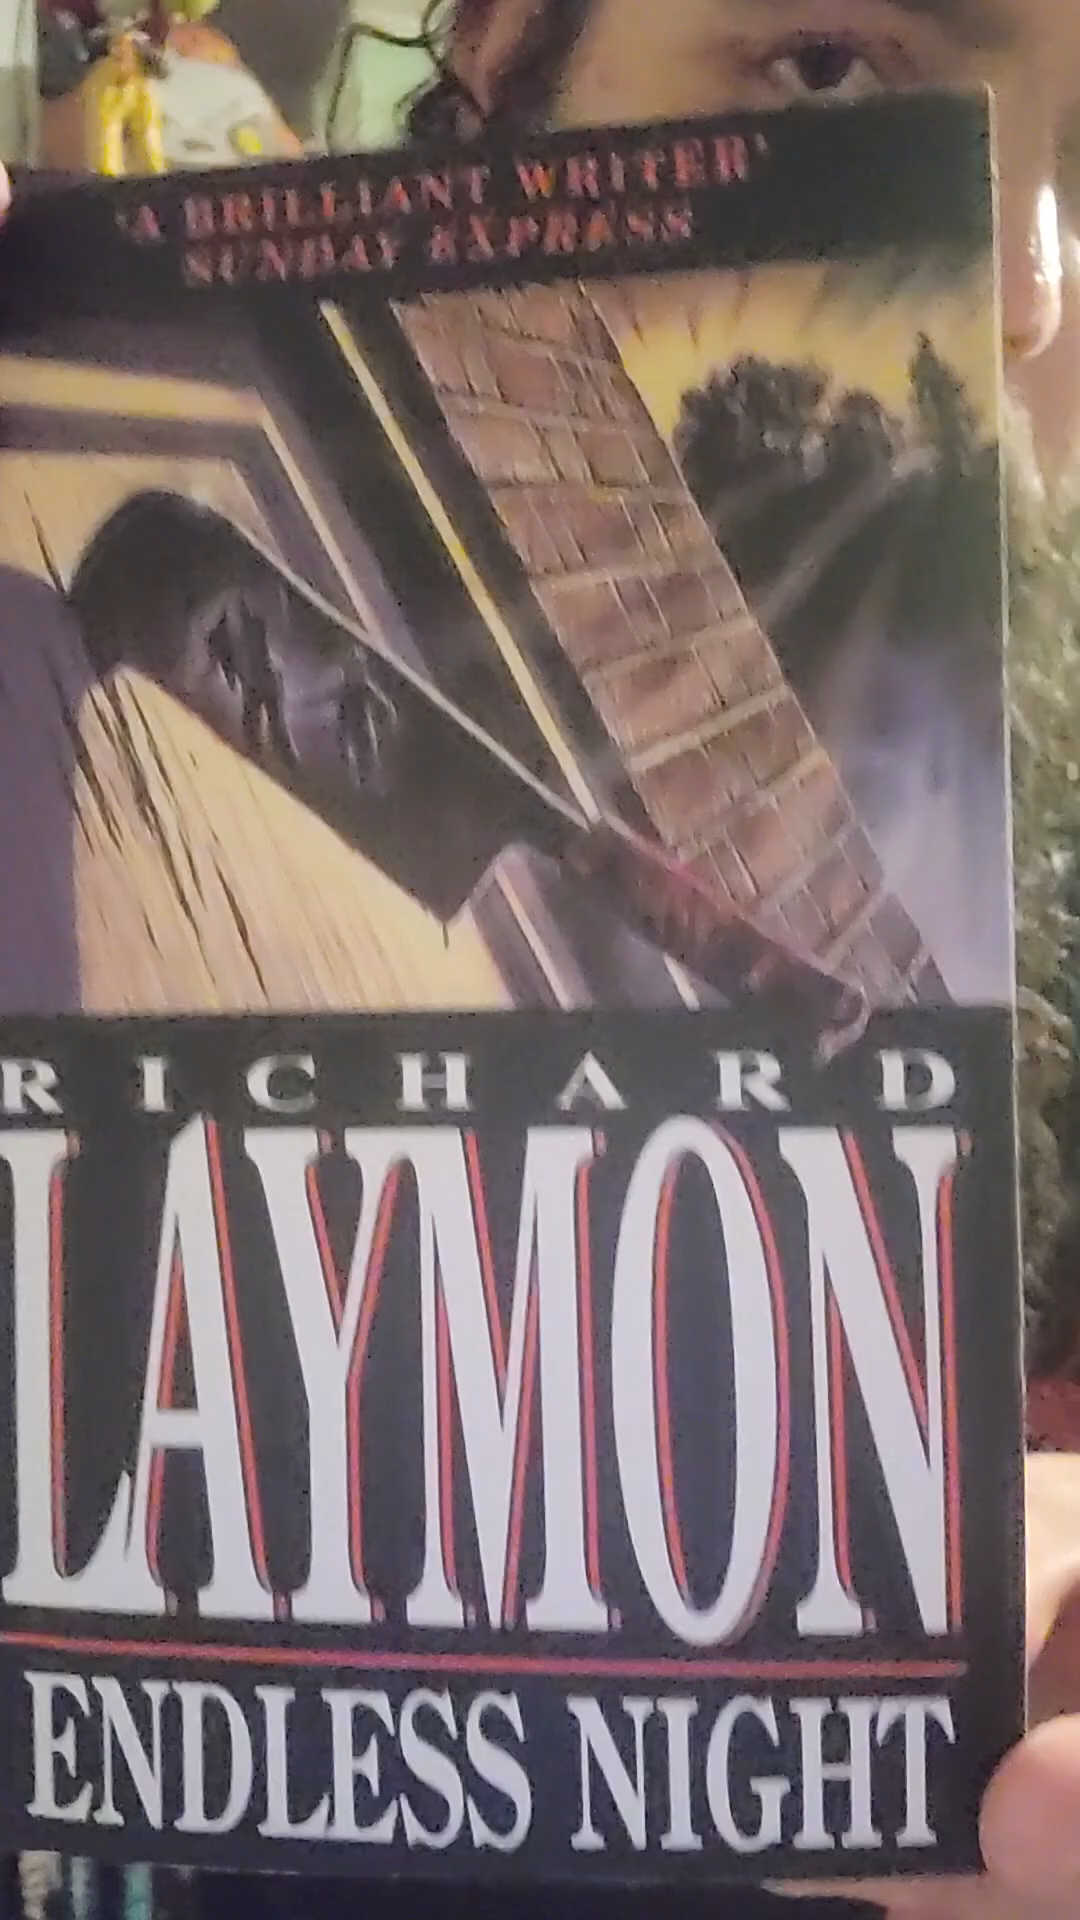 'A BRILLIANT WRITER'
SUNDAY EXPRESS
RICHARD
LAYMON
ENDLESS NIGHT